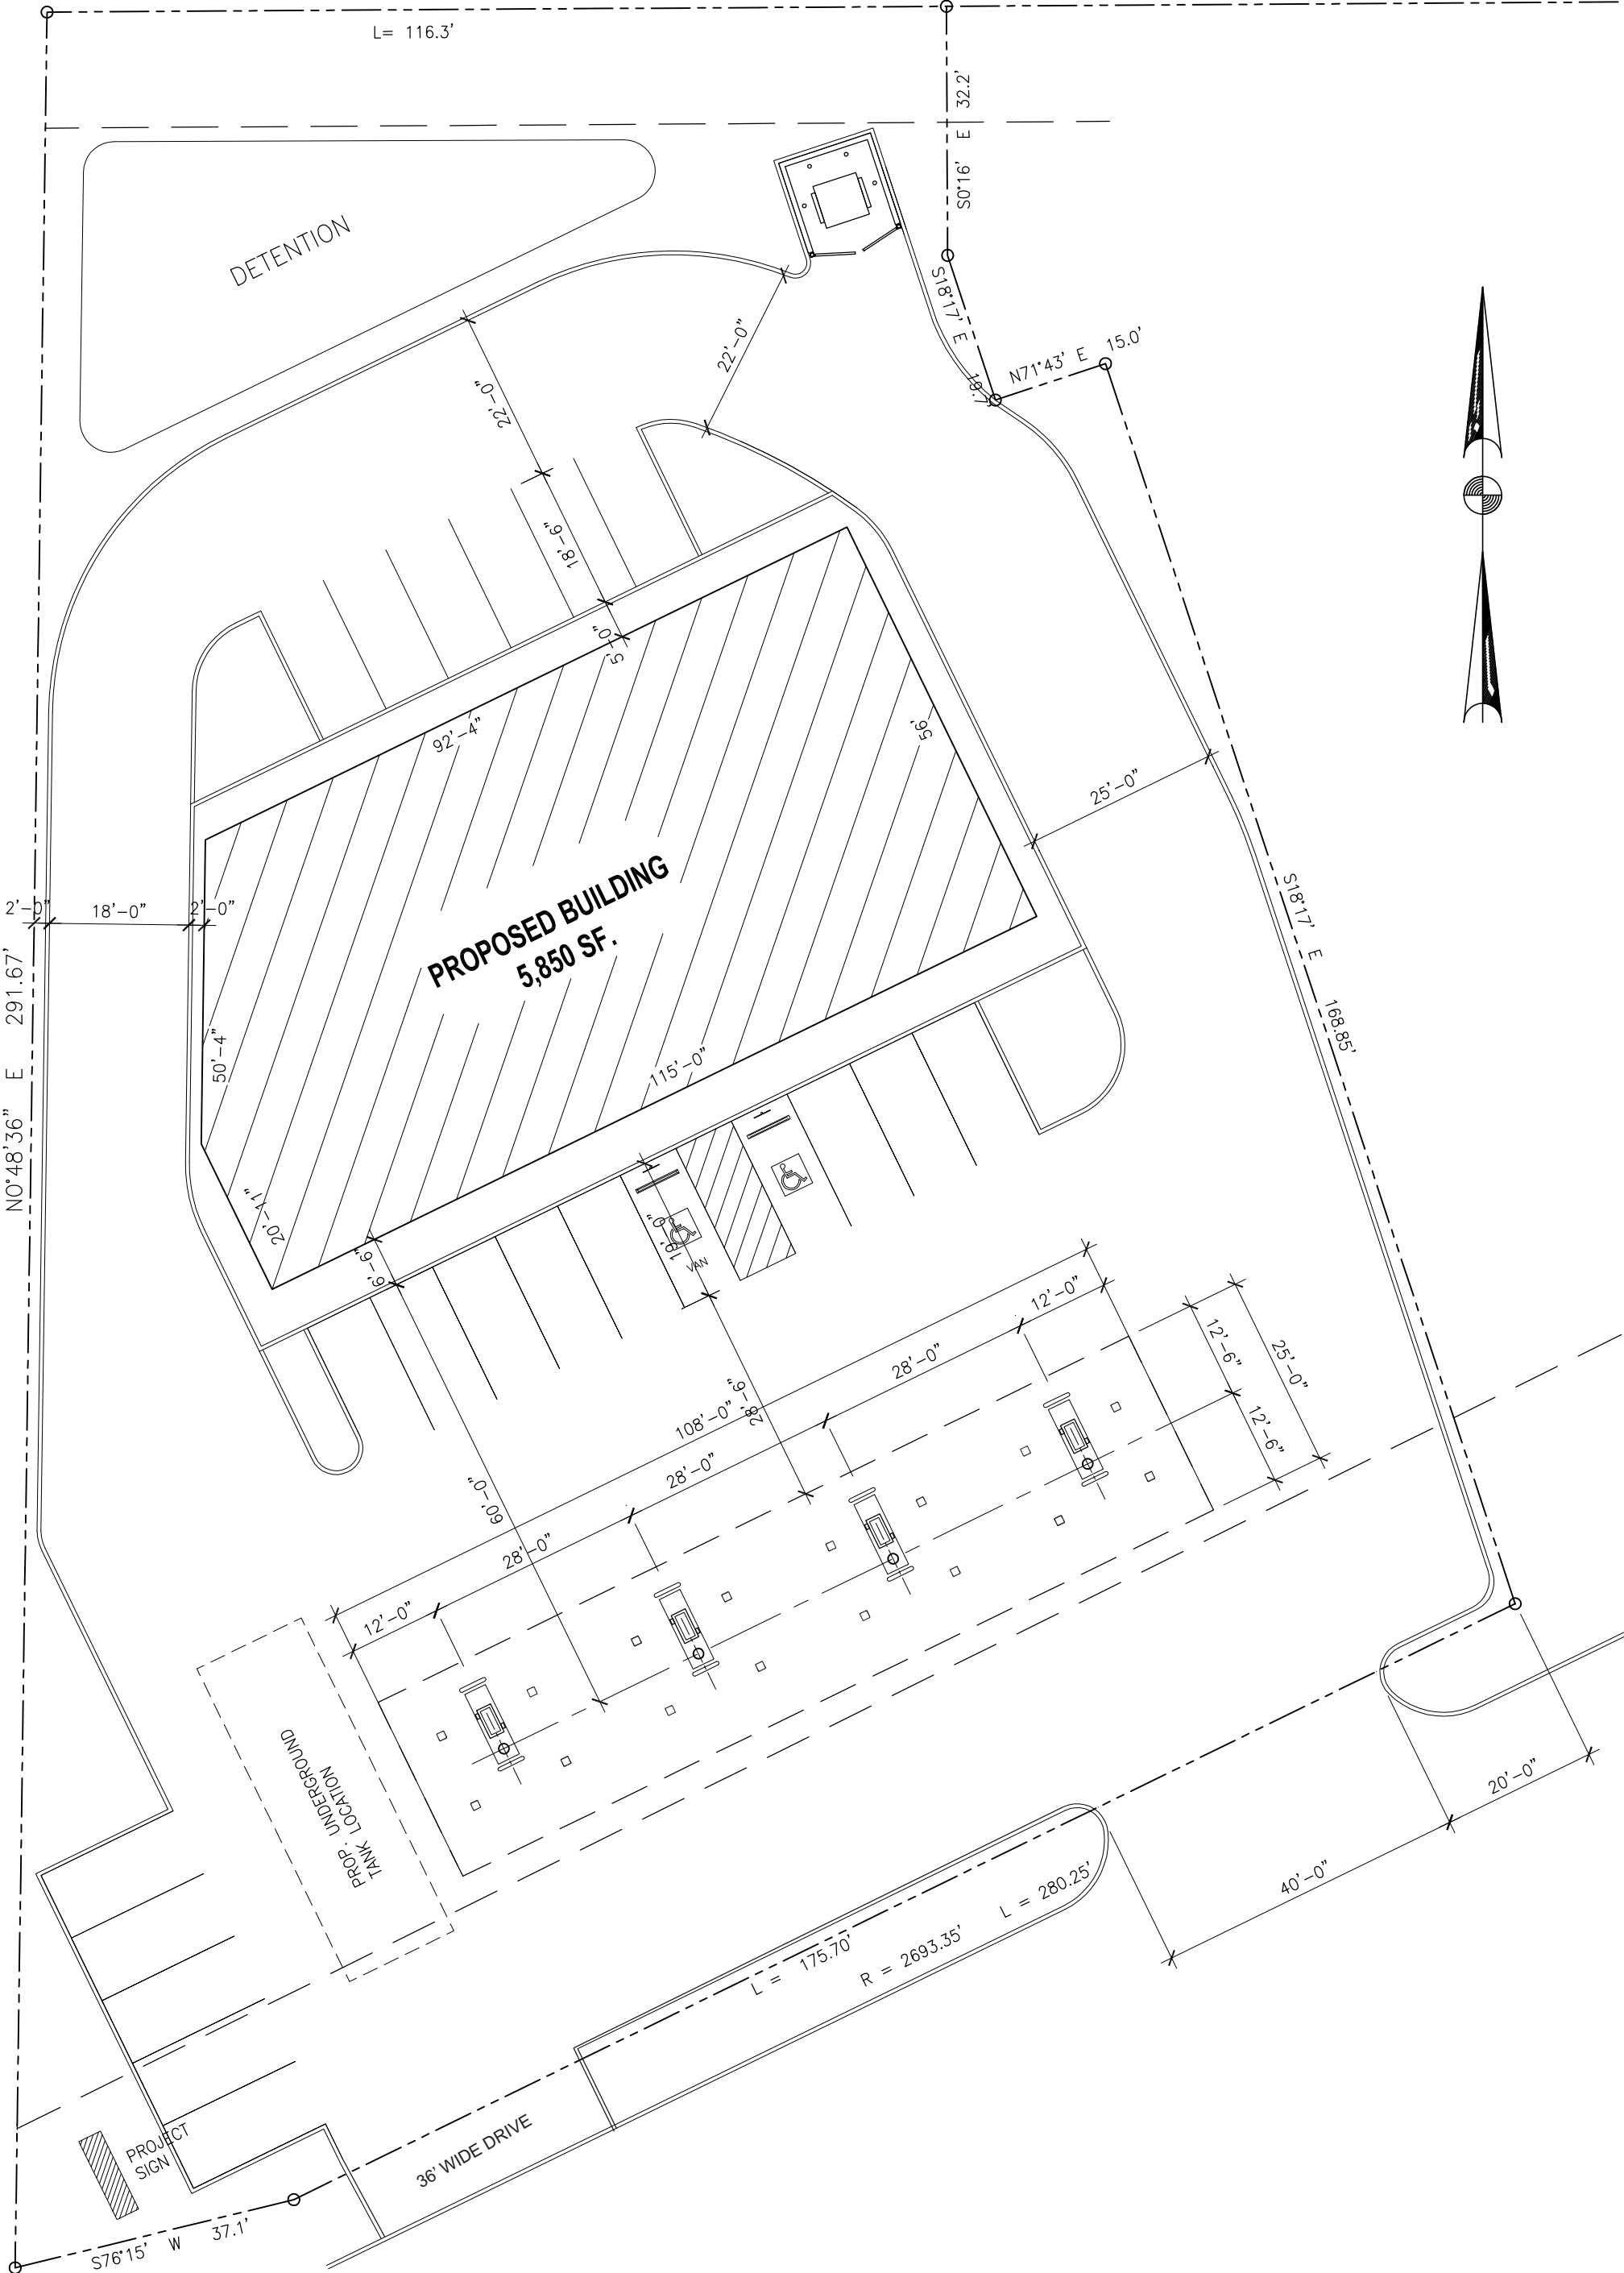 L= 116.3'
S0°16' E 32.2'
DETENTION
S18°17' E
19.7'
N71°43' E 15.0'
22'-0"
22'-0"
18'-6"
5'-0"
92'-4"
56'
25'-0"
2'-0"
18'-0"
2'-0"
PROPOSED BUILDING
5,850 SF.
N0°48'36" E 291.67'
50'-4"
115'-0"
20'-11"
6'-6"
S18°17' E 168.85'
VAN
12'-0"
28'-0"
12'-6"
25'-0"
12'-6"
28'-6"
108'-0"
28'-0"
60'-0"
28'-0"
12'-0"
PROP. UNDERGROUND
TANK LOCATION
20'-0"
40'-0"
L = 175.70'
R = 2693.35' L = 280.25'
36' WIDE DRIVE
PROJECT
SIGN
S76°15' W 37.1'